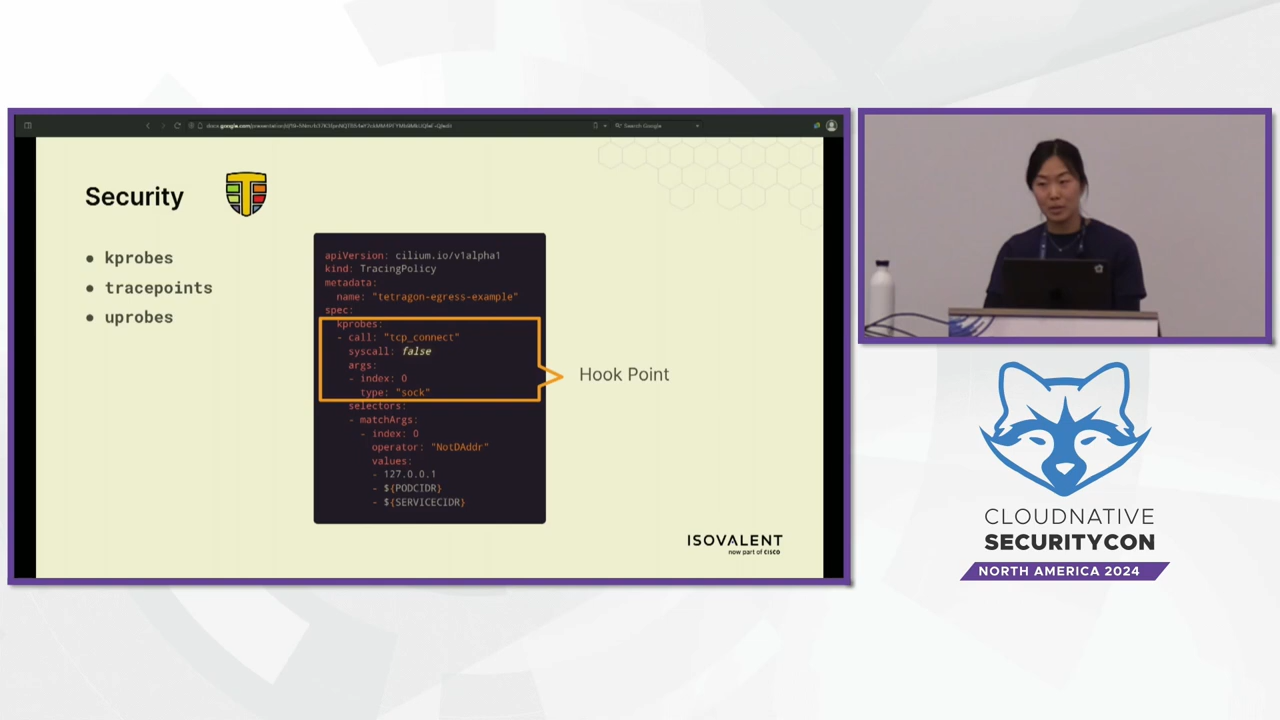 Search Google
Security
● kprobes
● tracepoints
● uprobes
apiVersion: cilium.io/v1alpha1
kind: TracingPolicy
metadata:
name: "tetragon-egress-example"
spec:
kprobes:
- call: "tcp_connect"
syscall: false
args:
- index: 0
type: "sock"
selectors:
- matchArgs:
- index: 0
operator: "NotDAddr"
values:
- 127.0.0.1
- ${PODCIDR}
- ${SERVICECIDR}
Hook Point
ISOVALENT
now part of CISCO
CLOUDNATIVE
SECURITYCON
NORTH AMERICA 2024